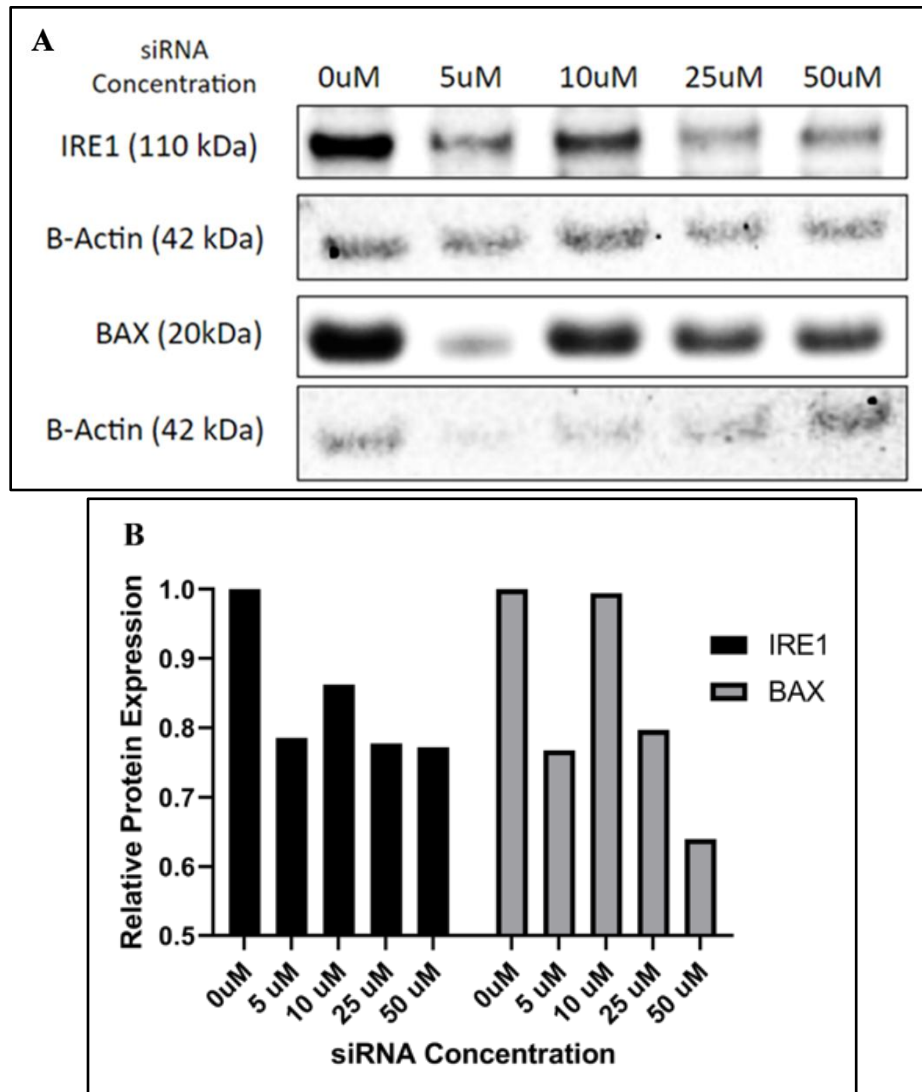 A
siRNA
Concentration
0uM 5uM 10uM 25uM 50uM
IRE1 (110 kDa)
B-Actin (42 kDa)
BAX (20kDa)
B-Actin (42 kDa)
B
Relative Protein Expression
1.0
0.9
0.8
0.7
0.6
0.5
IRE1
BAX
0uM 5 uM 10 uM 25 uM 50 uM 0uM 5 uM 10 uM 25 uM 50 uM
siRNA Concentration